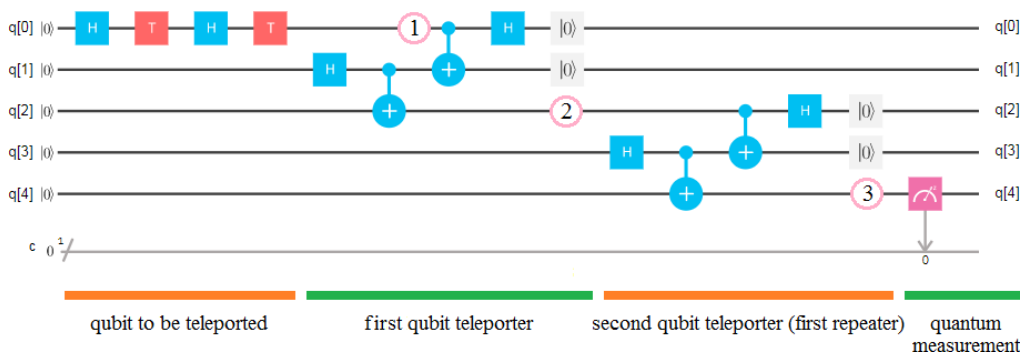 q[0] |0⟩ H T H T 1 H |0⟩ q[0]
q[1] |0⟩ H |0⟩ q[1]
q[2] |0⟩ 2 H |0⟩ q[2]
q[3] |0⟩ H |0⟩ q[3]
q[4] |0⟩ 3 q[4]
c 0 1
0
qubit to be teleported first qubit teleporter second qubit teleporter (first repeater) quantum
measurement